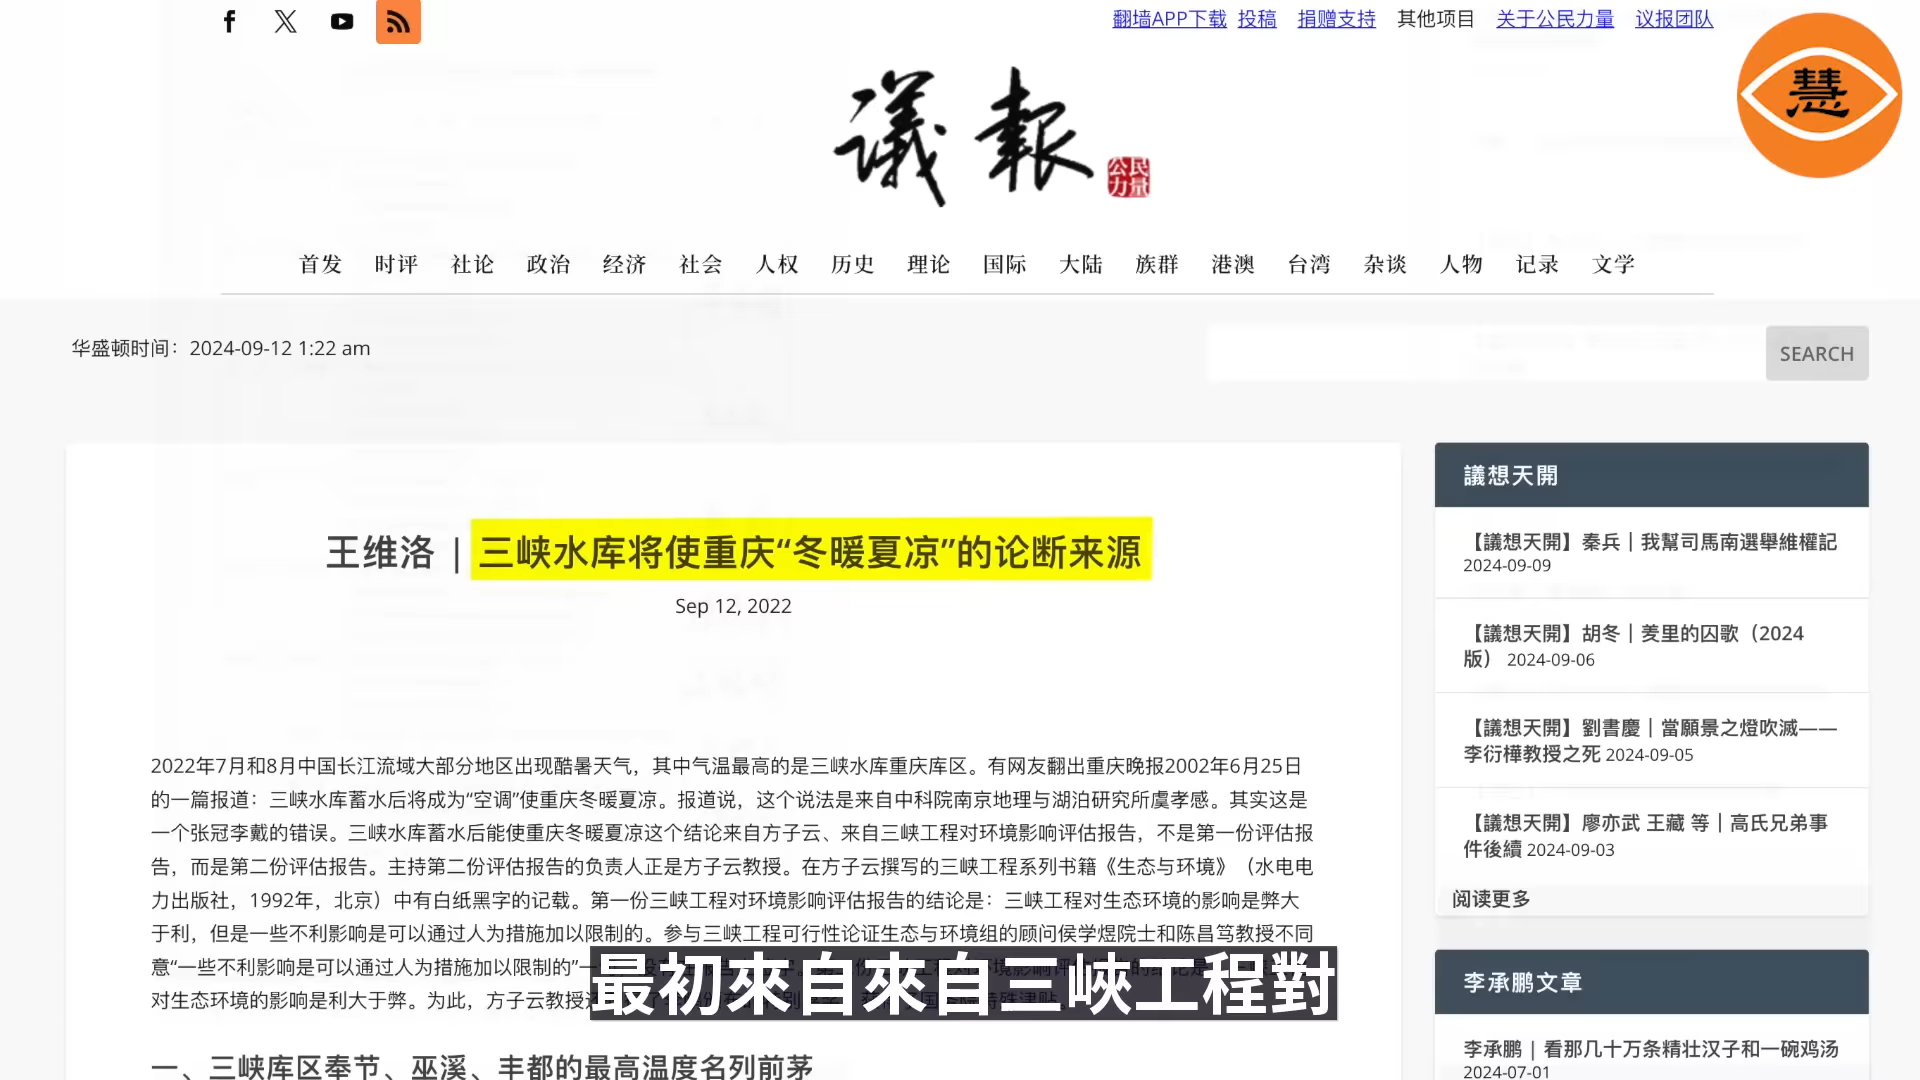 翻墙APP下载 投稿 捐赠支持 其他项目 关于公民力量 议报团队
慧
議報
公民力量
首发 时评 社论 政治 经济 社会 人权 历史 理论 国际 大陆 族群 港澳 台湾 杂谈 人物 记录 文学
华盛顿时间：2024-09-12 1:22 am
SEARCH
王维洛｜三峡水库将使重庆“冬暖夏凉”的论断来源
Sep 12, 2022
2022年7月和8月中国长江流域大部分地区出现酷暑天气，其中气温最高的是三峡水库重庆库区。有网友翻出重庆晚报2002年6月25日
的一篇报道：三峡水库蓄水后将成为“空调”使重庆冬暖夏凉。报道说，这个说法是来自中科院南京地理与湖泊研究所虞孝感。其实这是
一个张冠李戴的错误。三峡水库蓄水后能使重庆冬暖夏凉这个结论来自方子云、来自三峡工程对环境影响评估报告，不是第一份评估报
告，而是第二份评估报告。主持第二份评估报告的负责人正是方子云教授。在方子云撰写的三峡工程系列书籍《生态与环境》（水电电
力出版社，1992年，北京）中有白纸黑字的记载。第一份三峡工程对环境影响评估报告的结论是：三峡工程对生态环境的影响是弊大
于利，但是一些不利影响是可以通过人为措施加以限制的。参与三峡工程可行性论证生态与环境组的顾问侯学煜院士和陈昌笃教授不同
意“一些不利影响是可以通过人为措施加以限制的”一
对生态环境的影响是利大于弊。为此，方子云教授
最初來自來自三峽工程對
一、三峡库区奉节、巫溪、丰都的最高温度名列前茅
議想天開
【議想天開】秦兵｜我幫司馬南選舉維權記
2024-09-09
【議想天開】胡冬｜羑里的囚歌（2024
版） 2024-09-06
【議想天開】劉書慶｜當願景之燈吹滅——
李衍樺教授之死 2024-09-05
【議想天開】廖亦武 王藏 等｜高氏兄弟事
件後續 2024-09-03
阅读更多
李承鹏文章
李承鹏｜看那几十万条精壮汉子和一碗鸡汤
2024-07-01